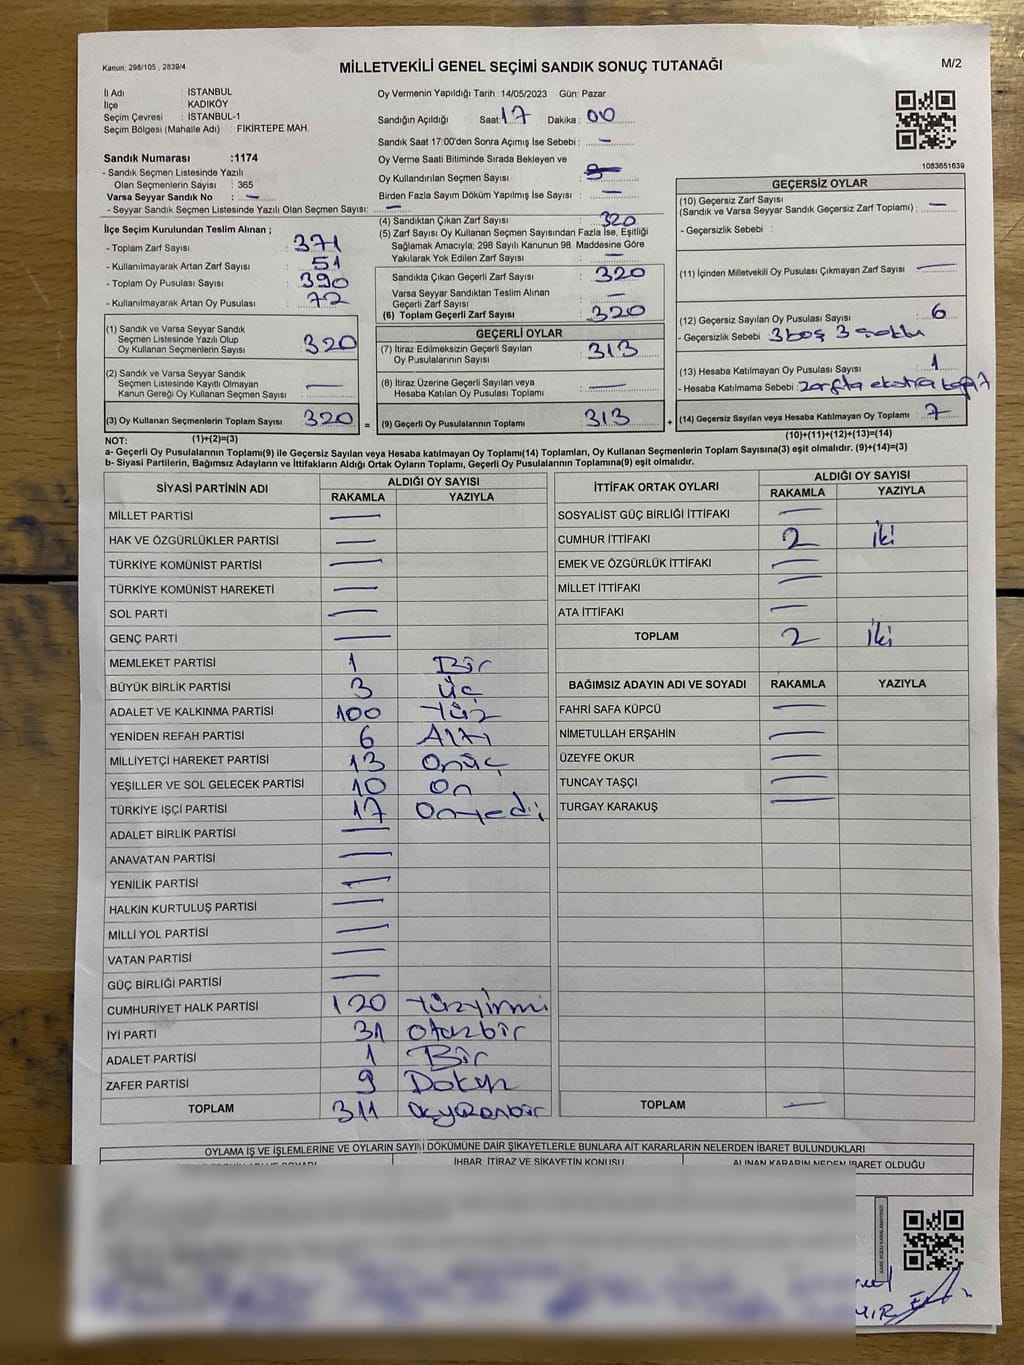 Kanun; 298/105 , 2839/4
MİLLETVEKİLİ GENEL SEÇİMİ SANDIK SONUÇ TUTANAĞI
M/2
İl Adı : İSTANBUL
İlçe : KADIKÖY
Seçim Çevresi : İSTANBUL-1
Seçim Bölgesi (Mahalle Adı) : FİKİRTEPE MAH.
Sandık Numarası :1174
- Sandık Seçmen Listesinde Yazılı
Olan Seçmenlerin Sayısı : 365
Varsa Seyyar Sandık No : —
- Seyyar Sandık Seçmen Listesinde Yazılı Olan Seçmen Sayısı: —
Oy Vermenin Yapıldığı Tarih :14/05/2023 Gün: Pazar
Sandığın Açıldığı Saat: 17 Dakika : 00
Sandık Saat 17:00'den Sonra Açımış İse Sebebi : —
Oy Verme Saati Bitiminde Sırada Bekleyen ve
Oy Kullandırılan Seçmen Sayısı :
Birden Fazla Sayım Döküm Yapılmış İse Sayısı : —
1083651639
İlçe Seçim Kurulundan Teslim Alınan ;
- Toplam Zarf Sayısı : 371
- Kullanılmayarak Artan Zarf Sayısı : 51
- Toplam Oy Pusulası Sayısı : 390
- Kullanılmayarak Artan Oy Pusulası : 72
(1) Sandık ve Varsa Seyyar Sandık
Seçmen Listesinde Yazılı Olup
Oy Kullanan Seçmenlerin Sayısı : 320
(2) Sandık ve Varsa Seyyar Sandık
Seçmen Listesinde Kayıtlı Olmayan
Kanun Gereği Oy Kullanan Seçmen Sayısı : —
(3) Oy Kullanan Seçmenlerin Toplam Sayısı : 320 =
(4) Sandıktan Çıkan Zarf Sayısı : 320
(5) Zarf Sayısı Oy Kullanan Seçmen Sayısından Fazla İse, Eşitliği
Sağlamak Amacıyla; 298 Sayılı Kanunun 98. Maddesine Göre
Yakılarak Yok Edilen Zarf Sayısı : —
Sandıkta Çıkan Geçerli Zarf Sayısı : 320
Varsa Seyyar Sandıktan Teslim Alınan
Geçerli Zarf Sayısı : —
(6) Toplam Geçerli Zarf Sayısı : 320
GEÇERLİ OYLAR
(7) İtiraz Edilmeksizin Geçerli Sayılan
Oy Pusulalarının Sayısı : 313
(8) İtiraz Üzerine Geçerli Sayılan veya
Hesaba Katılan Oy Pusulası Toplamı : —
(9) Geçerli Oy Pusulalarının Toplamı : 313 +
GEÇERSİZ OYLAR
(10) Geçersiz Zarf Sayısı
(Sandık ve Varsa Seyyar Sandık Geçersiz Zarf Toplamı) : —
- Geçersizlik Sebebi :
(11) İçinden Milletvekili Oy Pusulası Çıkmayan Zarf Sayısı : —
(12) Geçersiz Sayılan Oy Pusulası Sayısı : 6
- Geçersizlik Sebebi : 3 boş 3
(13) Hesaba Katılmayan Oy Pusulası Sayısı : 1
- Hesaba Katılmama Sebebi : zarfta ekstra
(14) Geçersiz Sayılan veya Hesaba Katılmayan Oy Toplamı : 7
NOT: (1)+(2)=(3)
(10)+(11)+(12)+(13)=(14)
a- Geçerli Oy Pusulalarının Toplamı(9) ile Geçersiz Sayılan veya Hesaba katılmayan Oy Toplamı(14) Toplamları, Oy Kullanan Seçmenlerin Toplam Sayısına(3) eşit olmalıdır. (9)+(14)=(3)
b- Siyasi Partilerin, Bağımsız Adayların ve İttifakların Aldığı Ortak Oyların Toplamı, Geçerli Oy Pusulalarının Toplamına(9) eşit olmalıdır.
SİYASİ PARTİNİN ADI ALDIĞI OY SAYISI
RAKAMLA YAZIYLA
MİLLET PARTİSİ —
HAK VE ÖZGÜRLÜKLER PARTİSİ —
TÜRKİYE KOMÜNİST PARTİSİ —
TÜRKİYE KOMÜNİST HAREKETİ —
SOL PARTİ —
GENÇ PARTİ —
MEMLEKET PARTİSİ 1 Bir
BÜYÜK BİRLİK PARTİSİ 3 üç
ADALET VE KALKINMA PARTİSİ 100 Yüz
YENİDEN REFAH PARTİSİ 6 Altı
MİLLİYETÇİ HAREKET PARTİSİ 13 Onüç
YEŞİLLER VE SOL GELECEK PARTİSİ 10 On
TÜRKİYE İŞÇİ PARTİSİ 17 Onyedi
ADALET BİRLİK PARTİSİ —
ANAVATAN PARTİSİ —
YENİLİK PARTİSİ —
HALKIN KURTULUŞ PARTİSİ —
MİLLİ YOL PARTİSİ —
VATAN PARTİSİ —
GÜÇ BİRLİĞİ PARTİSİ —
CUMHURİYET HALK PARTİSİ 120 Yüzyirmi
İYİ PARTİ 31 Otuzbir
ADALET PARTİSİ 1 Bir
ZAFER PARTİSİ 9 Dokuz
TOPLAM 311 Üçyüzonbir
İTTİFAK ORTAK OYLARI ALDIĞI OY SAYISI
RAKAMLA YAZIYLA
SOSYALİST GÜÇ BİRLİĞİ İTTİFAKI —
CUMHUR İTTİFAKI 2 iki
EMEK VE ÖZGÜRLÜK İTTİFAKI —
MİLLET İTTİFAKI —
ATA İTTİFAKI —
TOPLAM 2 iki
BAĞIMSIZ ADAYIN ADI VE SOYADI RAKAMLA YAZIYLA
FAHRİ SAFA KÜPCÜ —
NİMETULLAH ERŞAHİN —
ÜZEYFE OKUR —
TUNCAY TAŞÇI —
TURGAY KARAKUŞ —
TOPLAM —
OYLAMA İŞ VE İŞLEMLERİNE VE OYLARIN SAYIM DÖKÜMÜNE DAİR ŞİKAYETLERLE BUNLARA AİT KARARLARIN NELERDEN İBARET BULUNDUKLARI
İHBAR, İTİRAZ VE ŞİKAYETİN KONUSU ALINAN KARARIN NEDEN İBARET OLDUĞU